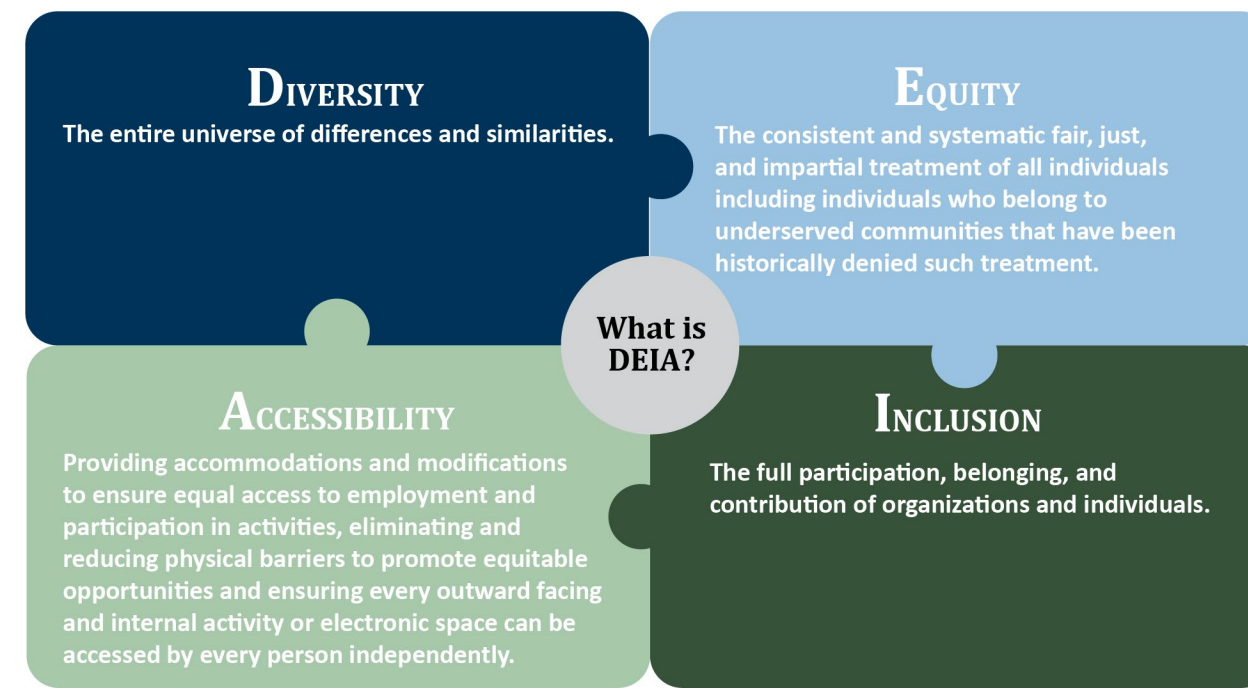 DIVERSITY
The entire universe of differences and similarities.
EQUITY
The consistent and systematic fair, just,
and impartial treatment of all individuals
including individuals who belong to
underserved communities that have been
historically denied such treatment.
What is
DEIA?
ACCESSIBILITY
Providing accommodations and modifications
to ensure equal access to employment and
participation in activities, eliminating and
reducing physical barriers to promote equitable
opportunities and ensuring every outward facing
and internal activity or electronic space can be
accessed by every person independently.
INCLUSION
The full participation, belonging, and
contribution of organizations and individuals.